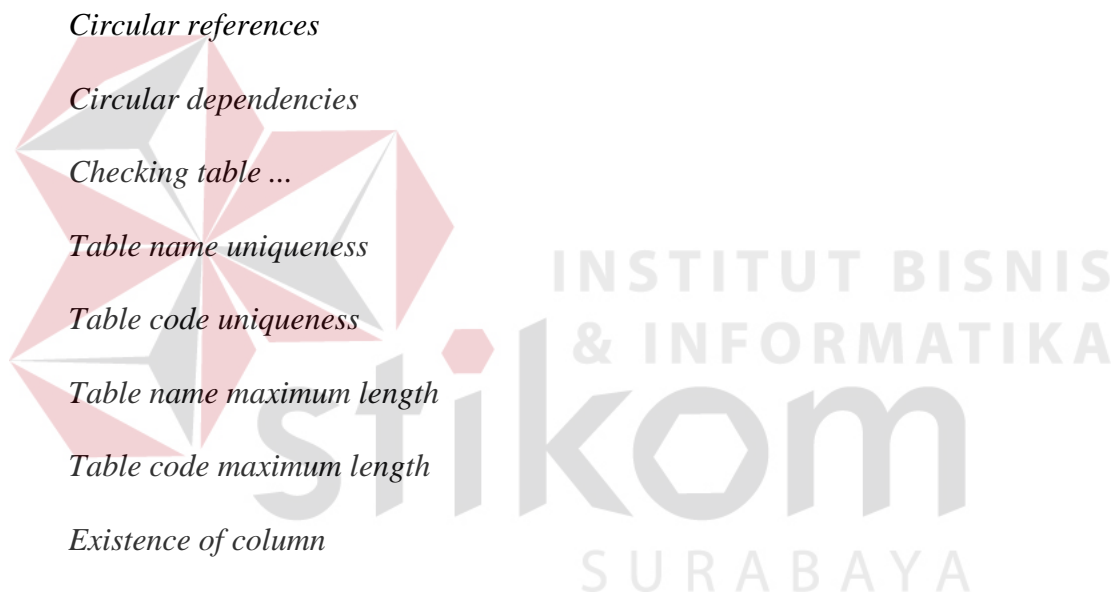 Circular references
Circular dependencies
Checking table ...
Table name uniqueness
Table code uniqueness
Table name maximum length
Table code maximum length
Existence of column
INSTITUT BISNIS
& INFORMATIKA
stikom
SURABAYA